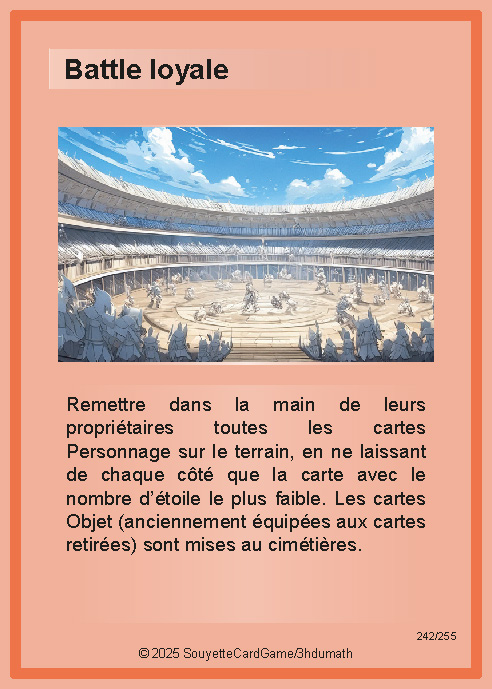 Battle loyale
Remettre dans la main de leurs
propriétaires toutes les cartes
Personnage sur le terrain, en ne laissant
de chaque côté que la carte avec le
nombre d’étoile le plus faible. Les cartes
Objet (anciennement équipées aux cartes
retirées) sont mises au cimétières.
242/255
© 2025 SouyetteCardGame/3hdumath